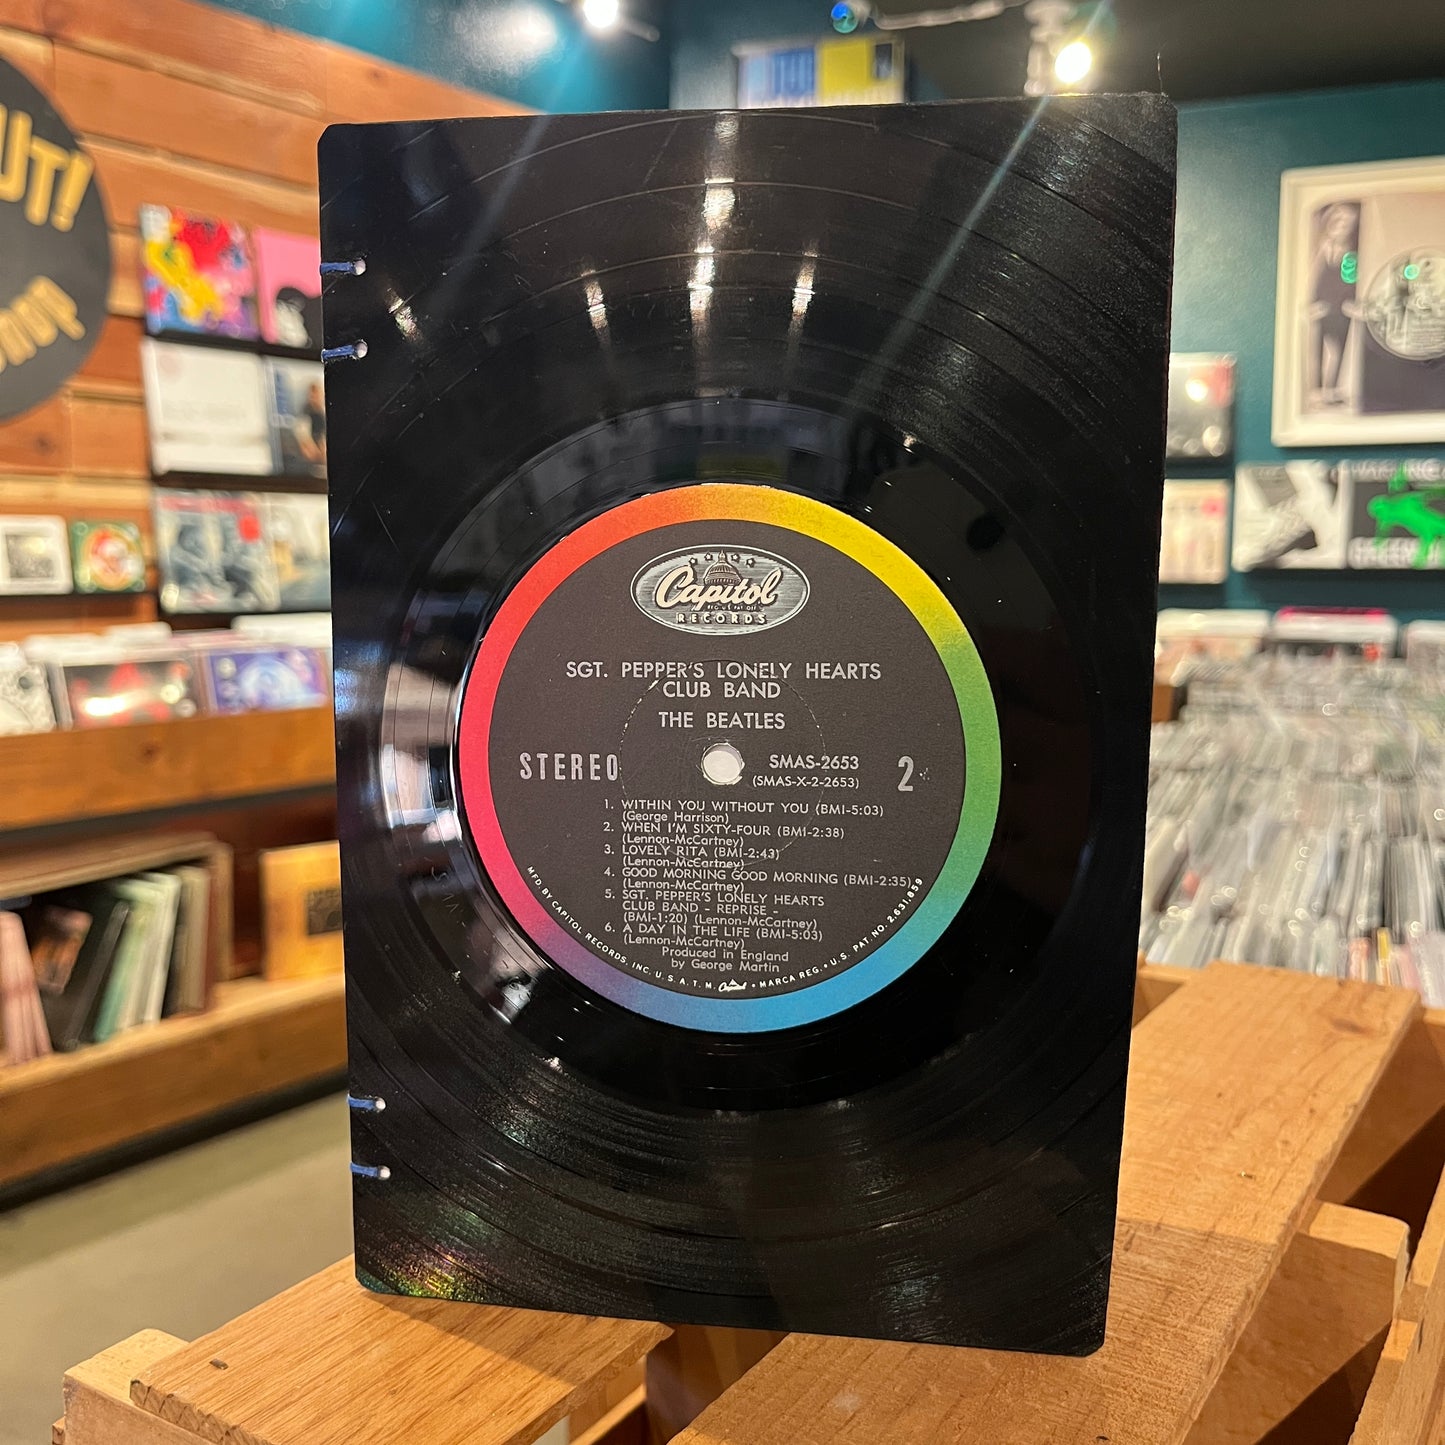 UT!
Capitol
REG. U.S. PAT. OFF.
RECORDS
SGT. PEPPER'S LONELY HEARTS
CLUB BAND
THE BEATLES
STEREO
SMAS-2653
(SMAS-X-2-2653)
2
1. WITHIN YOU WITHOUT YOU (BMI-5:03)
(George Harrison)
2. WHEN I'M SIXTY-FOUR (BMI-2:38)
(Lennon-McCartney)
3. LOVELY RITA (BMI-2:43)
(Lennon-McCartney)
4. GOOD MORNING GOOD MORNING (BMI-2:35)
(Lennon-McCartney)
5. SGT. PEPPER'S LONELY HEARTS
CLUB BAND - REPRISE -
(BMI-1:20) (Lennon-McCartney)
6. A DAY IN THE LIFE (BMI-5:03)
(Lennon-McCartney)
Produced in England
by George Martin
MFD. BY CAPITOL RECORDS, INC. U.S.A. T.M. Capitol • MARCA REG. • U.S. PAT. NO. 2,631,859